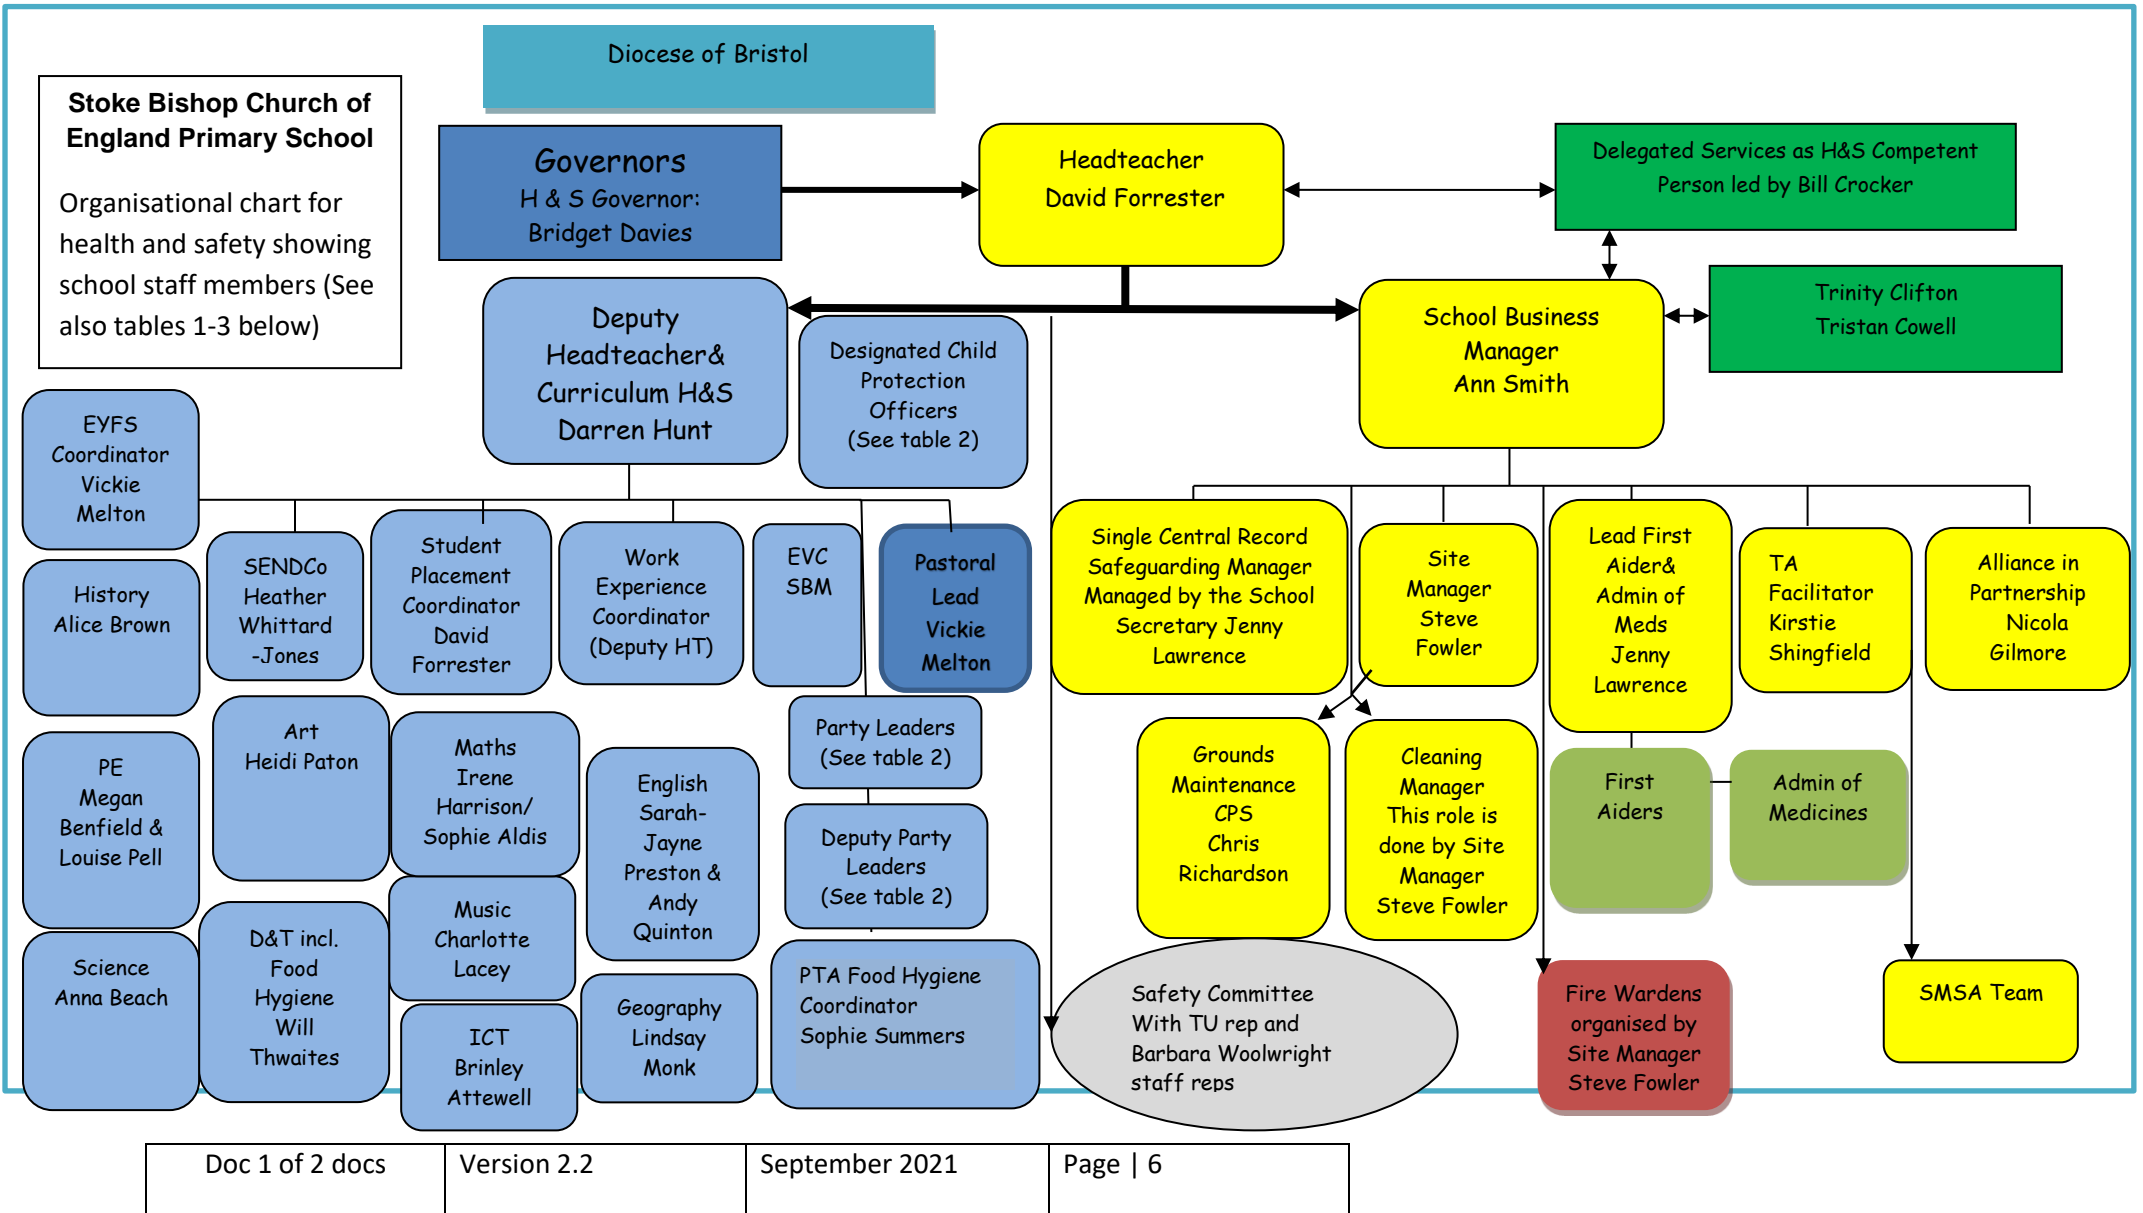 Diocese of Bristol
Stoke Bishop Church of
England Primary School
Organisational chart for
health and safety showing
school staff members (See
also tables 1-3 below)
Governors
H & S Governor:
Bridget Davies
Headteacher
David Forrester
Delegated Services as H&S Competent
Person led by Bill Crocker
Trinity Clifton
Tristan Cowell
Deputy
Headteacher&
Curriculum H&S
Darren Hunt
Designated Child
Protection
Officers
(See table 2)
School Business
Manager
Ann Smith
EYFS
Coordinator
Vickie
Melton
History
Alice Brown
PE
Megan
Benfield &
Louise Pell
Science
Anna Beach
SENDCo
Heather
Whittard
-Jones
Art
Heidi Paton
D&T incl.
Food
Hygiene
Will
Thwaites
Student
Placement
Coordinator
David
Forrester
Maths
Irene
Harrison/
Sophie Aldis
Music
Charlotte
Lacey
ICT
Brinley
Attewell
Work
Experience
Coordinator
(Deputy HT)
English
Sarah-
Jayne
Preston &
Andy
Quinton
Geography
Lindsay
Monk
EVC
SBM
Pastoral
Lead
Vickie
Melton
Party Leaders
(See table 2)
Deputy Party
Leaders
(See table 2)
PTA Food Hygiene
Coordinator
Sophie Summers
Single Central Record
Safeguarding Manager
Managed by the School
Secretary Jenny
Lawrence
Site
Manager
Steve
Fowler
Lead First
Aider&
Admin of
Meds
Jenny
Lawrence
TA
Facilitator
Kirstie
Shingfield
Alliance in
Partnership
Nicola
Gilmore
Grounds
Maintenance
CPS
Chris
Richardson
Cleaning
Manager
This role is
done by Site
Manager
Steve Fowler
First
Aiders
Admin of
Medicines
Safety Committee
With TU rep and
Barbara Woolwright
staff reps
Fire Wardens
organised by
Site Manager
Steve Fowler
SMSA Team
Doc 1 of 2 docs
Version 2.2
September 2021
Page | 6